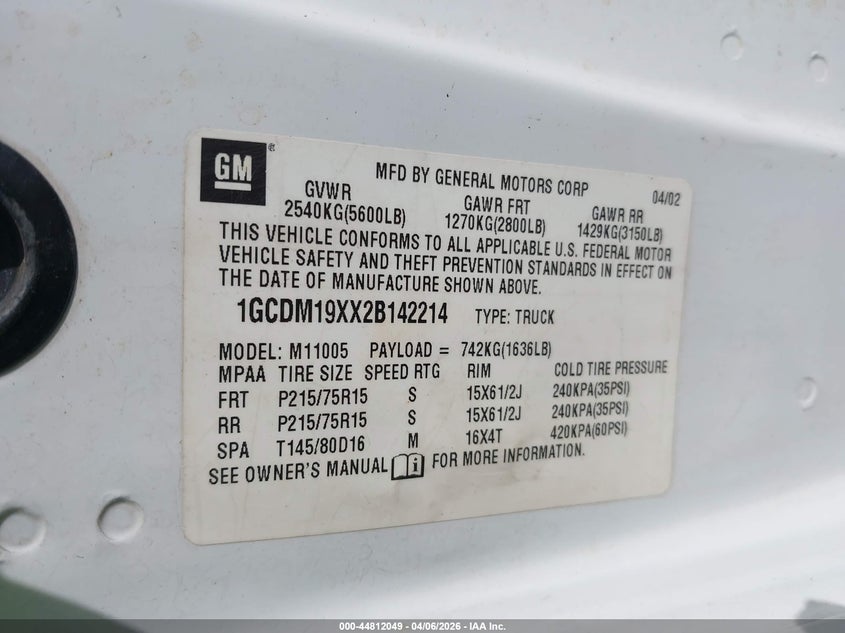 GM®
MFD BY GENERAL MOTORS CORP 04/02
GVWR GAWR FRT GAWR RR
2540KG(5600LB) 1270KG(2800LB) 1429KG(3150LB)
THIS VEHICLE CONFORMS TO ALL APPLICABLE U.S. FEDERAL MOTOR
VEHICLE SAFETY AND THEFT PREVENTION STANDARDS IN EFFECT ON
THE DATE OF MANUFACTURE SHOWN ABOVE.
1GCDM19XX2B142214 TYPE: TRUCK
MODEL: M11005 PAYLOAD = 742KG(1636LB)
MPAA TIRE SIZE SPEED RTG RIM COLD TIRE PRESSURE
FRT P215/75R15 S 15X61/2J 240KPA(35PSI)
RR P215/75R15 S 15X61/2J 240KPA(35PSI)
SPA T145/80D16 M 16X4T 420KPA(60PSI)
SEE OWNER'S MANUAL i FOR MORE INFORMATION.
000-44812049 - 04/06/2026 - IAA Inc.